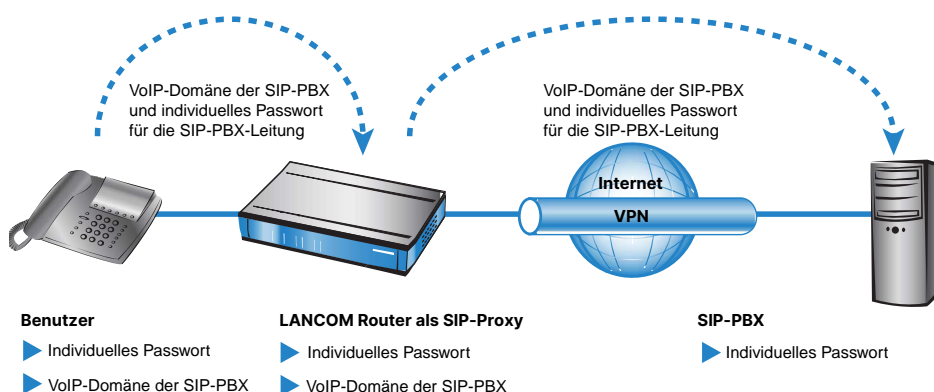 VoIP-Domäne der SIP-PBX
und individuelles Passwort
für die SIP-PBX-Leitung
VoIP-Domäne der SIP-PBX
und individuelles Passwort
für die SIP-PBX-Leitung
Internet
VPN
Benutzer
Individuelles Passwort
VoIP-Domäne der SIP-PBX
LANCOM Router als SIP-Proxy
Individuelles Passwort
VoIP-Domäne der SIP-PBX
SIP-PBX
Individuelles Passwort